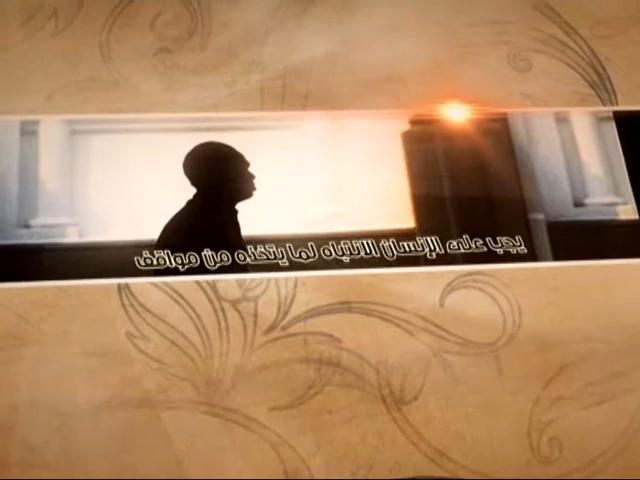 يجب على الإنسان الانتباه لما يتخذه من مواقف